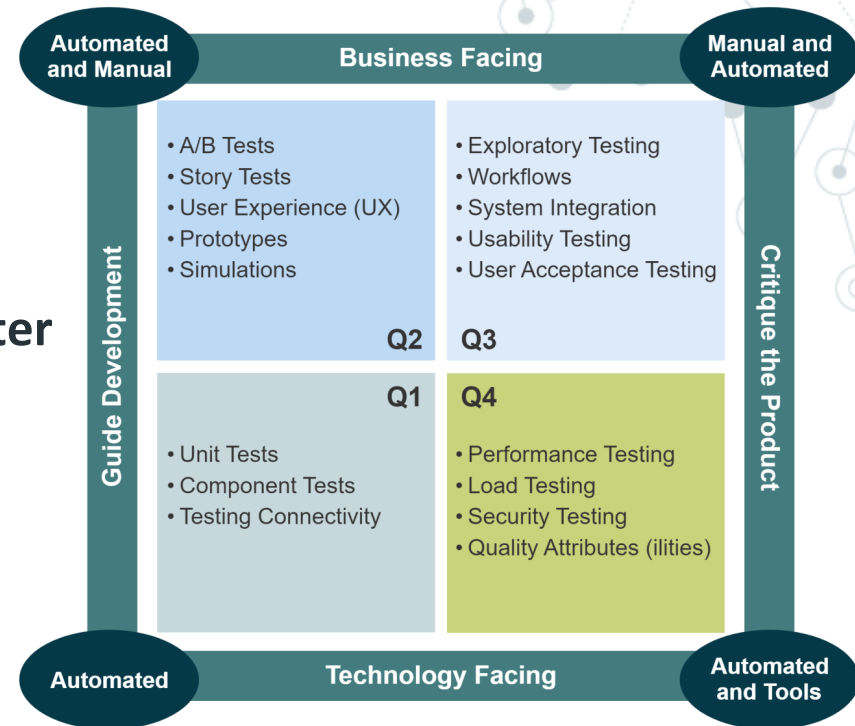 Automated
and Manual
Business Facing
Manual and
Automated
Guide Development
• A/B Tests
• Story Tests
• User Experience (UX)
• Prototypes
• Simulations
Q2
• Exploratory Testing
• Workflows
• System Integration
• Usability Testing
• User Acceptance Testing
Q3
Critique the Product
ter
Q1
• Unit Tests
• Component Tests
• Testing Connectivity
Q4
• Performance Testing
• Load Testing
• Security Testing
• Quality Attributes (ilities)
Automated
Technology Facing
Automated
and Tools